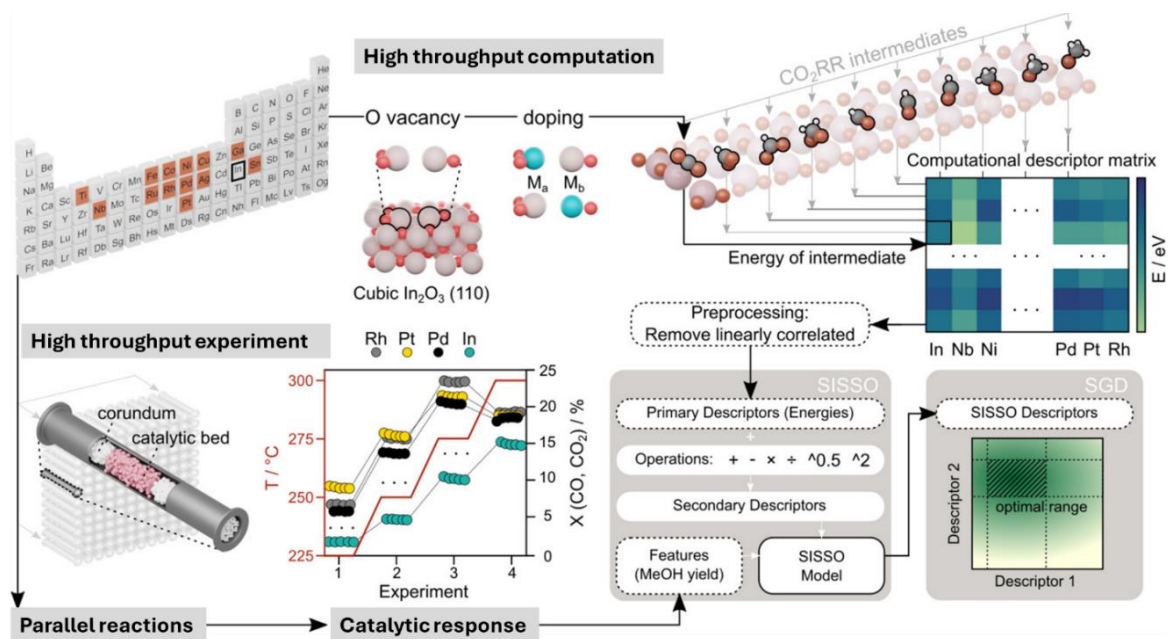 High throughput computation
CO2RR intermediates
He
B C N O F Ne
Al Si P S Cl Ar
H
Li Be
Na Mg
K Ca Sc Ti V Cr Mn Fe Co Ni Cu Zn Ga Ge As Se Br Kr
Rb Sr Y Zr Nb Mo Tc Ru Rh Pd Ag Cd In Sn Sb Te I Xe
Cs Ba Lu Hf Ta W Re Os Ir Pt Au Hg Tl Pb Bi Po At Rn
Fr Ra Lr Rf Db Sg Bh Hs Mt Ds Rg Cn Nh Fl Mc Lv Ts Og
O vacancy
doping
Ma
Mb
Cubic In2O3 (110)
Computational descriptor matrix
. . .
. . .
. . .
. . .
Energy of intermediate
E / eV
In Nb Ni Pd Pt Rh
Preprocessing:
Remove linearly correlated
High throughput experiment
corundum
catalytic bed
Rh Pt Pd In
T / °C
300
275
250
225
X (CO, CO2) / %
25
20
15
10
5
0
. . .
. . .
. . .
1 2 3 4
Experiment
SISSO
Primary Descriptors (Energies)
+
Operations: + - × ÷ ^0.5 ^2
Secondary Descriptors
Features
(MeOH yield)
SISSO
Model
SGD
SISSO Descriptors
Descriptor 2
optimal range
Descriptor 1
Parallel reactions
Catalytic response